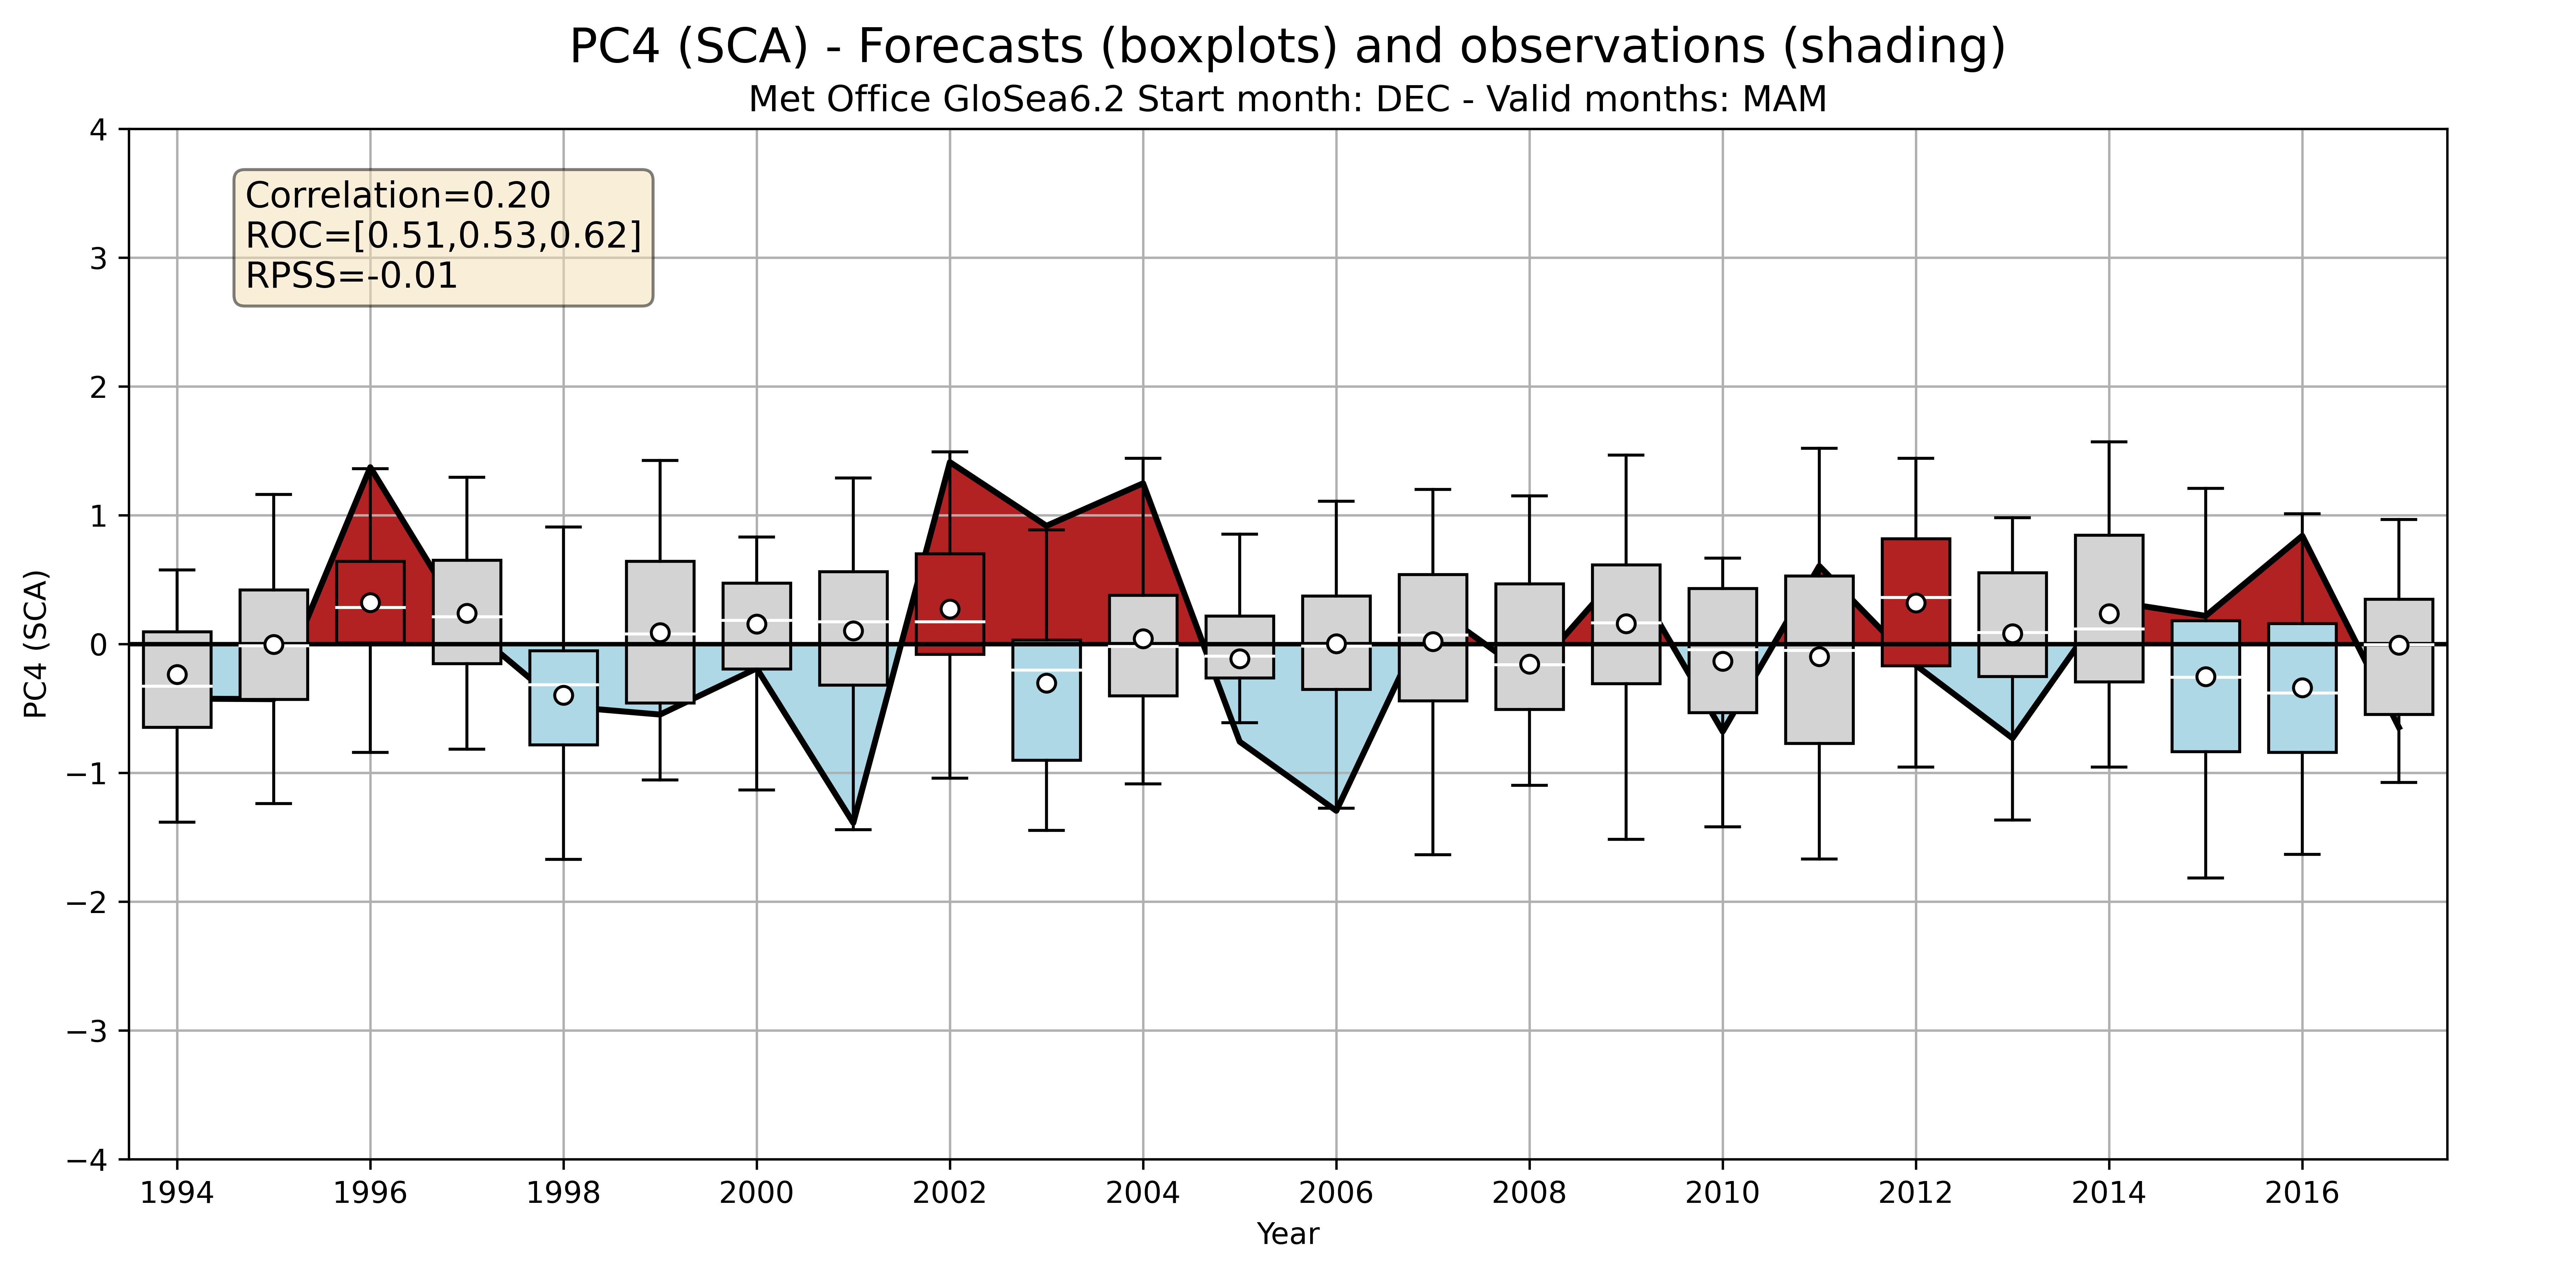 PC4 (SCA) - Forecasts (boxplots) and observations (shading)
Met Office GloSea6.2 Start month: DEC - Valid months: MAM
Correlation=0.20
ROC=[0.51,0.53,0.62]
RPSS=-0.01
PC4 (SCA)
4
3
2
1
0
−1
−2
−3
−4
1994 1996 1998 2000 2002 2004 2006 2008 2010 2012 2014 2016
Year